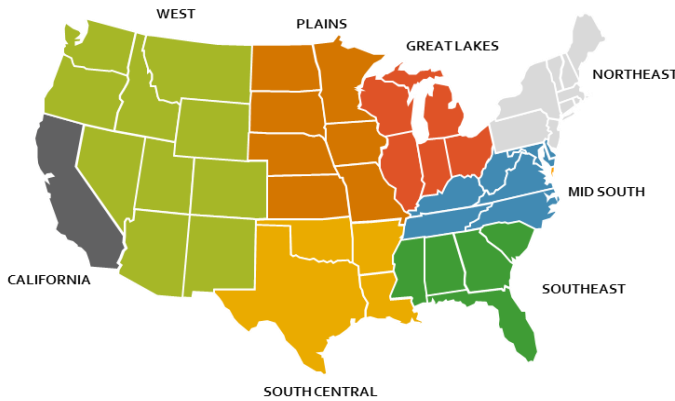 WEST
PLAINS
GREAT LAKES
NORTHEAST
MID SOUTH
CALIFORNIA
SOUTHEAST
SOUTH CENTRAL